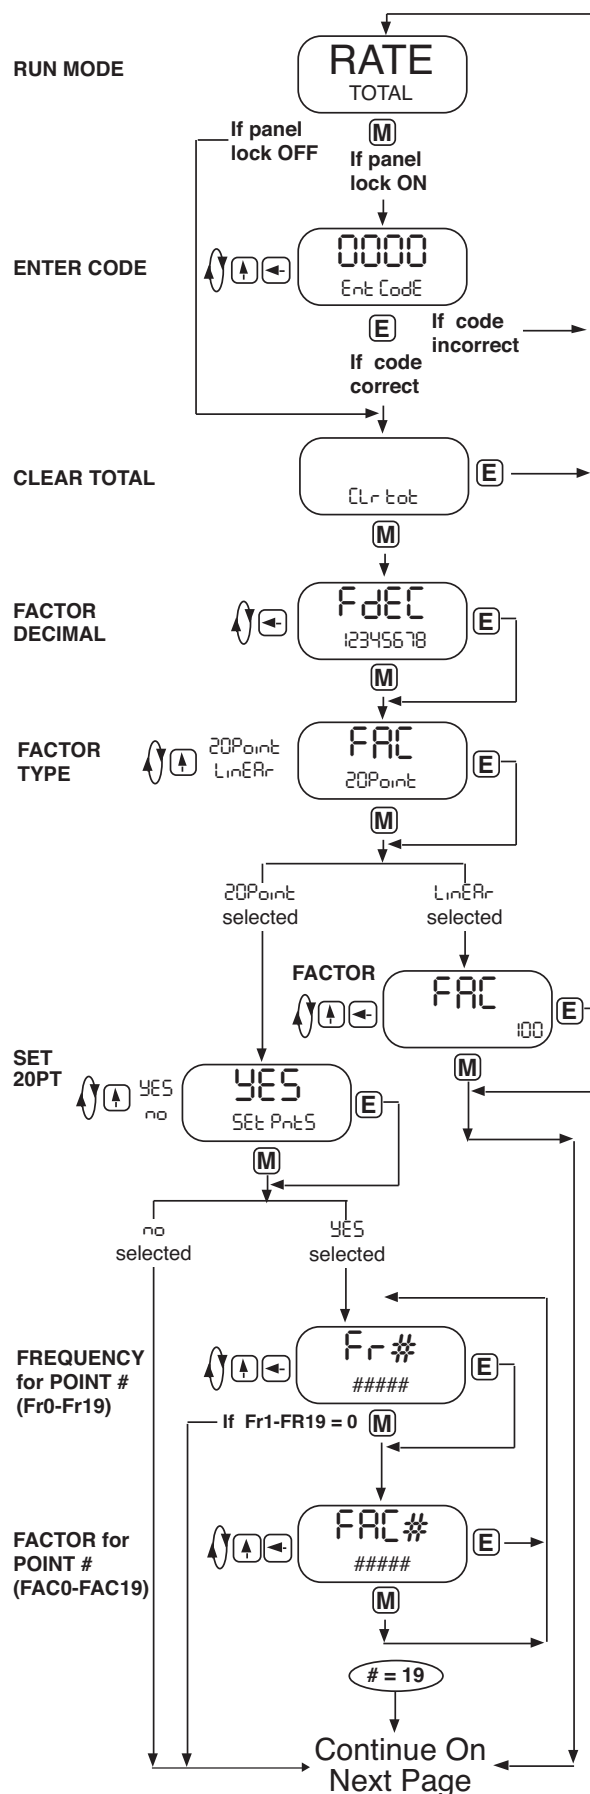 RUN MODE
RATE
TOTAL
M
If panel
lock OFF
If panel
lock ON
ENTER CODE
0000
Ent CodE
E
If code
incorrect
If code
correct
CLEAR TOTAL
CLr tot
E
M
FACTOR
DECIMAL
FdEC
12345678
E
M
FACTOR
TYPE
20Point
LinEAr
FAC
20Point
E
M
20Point
selected
LinEAr
selected
FACTOR
FAC
100
E
M
SET
20PT
YES
no
YES
SEt PntS
E
M
no
selected
YES
selected
FREQUENCY
for POINT #
(Fr0-Fr19)
Fr#
#####
E
If Fr1-FR19 = 0
M
FACTOR for
POINT #
(FAC0-FAC19)
FAC#
#####
E
M
# = 19
Continue On
Next Page